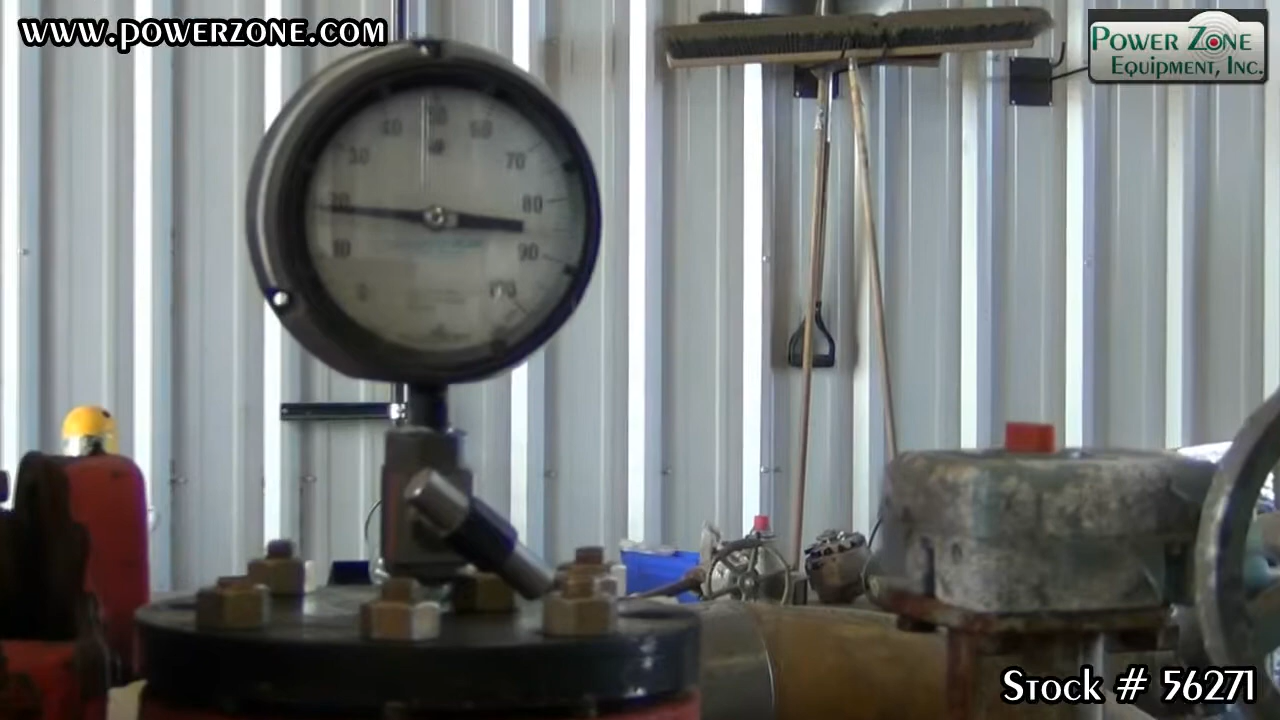 www.powerzone.com
Power Zone
Equipment, Inc.
40 50 60
30 70
20 80
10 90
0 100
Stock # 56271